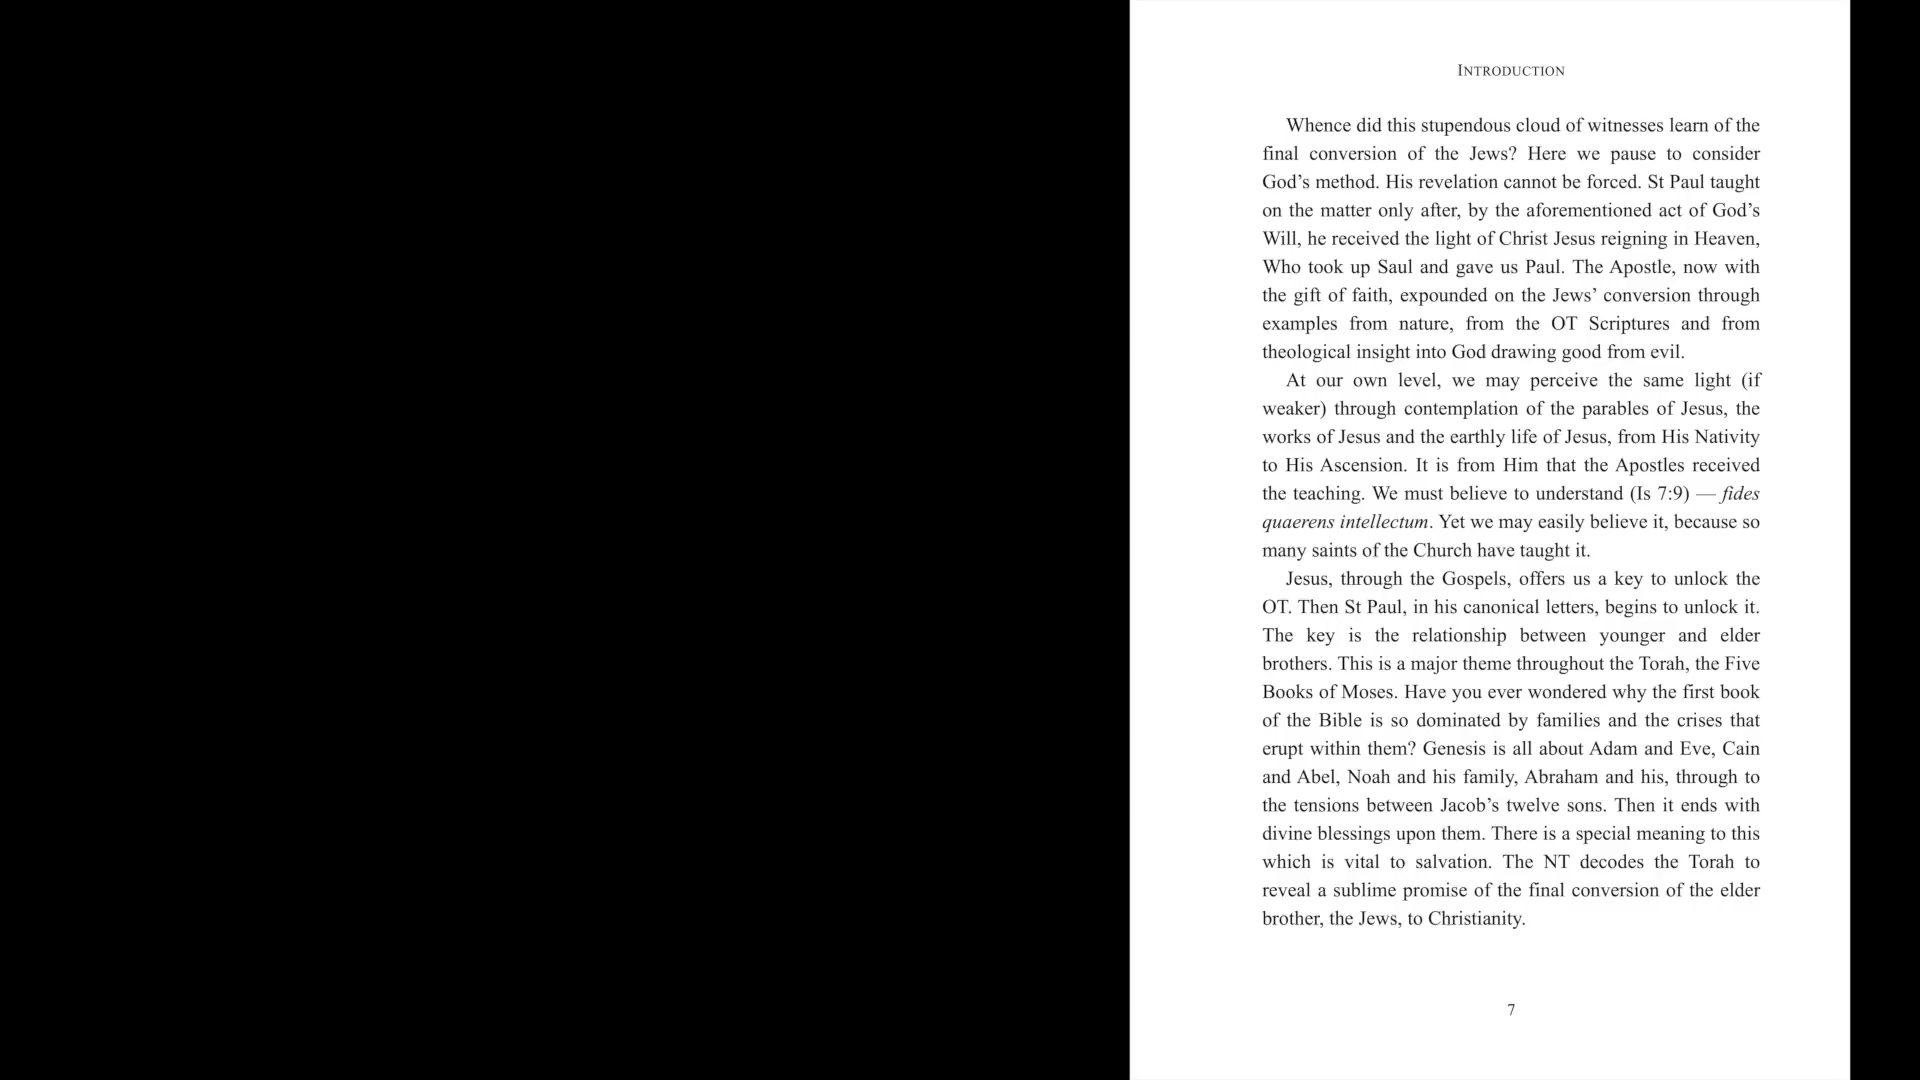 INTRODUCTION
Whence did this stupendous cloud of witnesses learn of the
final conversion of the Jews? Here we pause to consider
God’s method. His revelation cannot be forced. St Paul taught
on the matter only after, by the aforementioned act of God’s
Will, he received the light of Christ Jesus reigning in Heaven,
Who took up Saul and gave us Paul. The Apostle, now with
the gift of faith, expounded on the Jews’ conversion through
examples from nature, from the OT Scriptures and from
theological insight into God drawing good from evil.
At our own level, we may perceive the same light (if
weaker) through contemplation of the parables of Jesus, the
works of Jesus and the earthly life of Jesus, from His Nativity
to His Ascension. It is from Him that the Apostles received
the teaching. We must believe to understand (Is 7:9) — fides
quaerens intellectum. Yet we may easily believe it, because so
many saints of the Church have taught it.
Jesus, through the Gospels, offers us a key to unlock the
OT. Then St Paul, in his canonical letters, begins to unlock it.
The key is the relationship between younger and elder
brothers. This is a major theme throughout the Torah, the Five
Books of Moses. Have you ever wondered why the first book
of the Bible is so dominated by families and the crises that
erupt within them? Genesis is all about Adam and Eve, Cain
and Abel, Noah and his family, Abraham and his, through to
the tensions between Jacob’s twelve sons. Then it ends with
divine blessings upon them. There is a special meaning to this
which is vital to salvation. The NT decodes the Torah to
reveal a sublime promise of the final conversion of the elder
brother, the Jews, to Christianity.
7